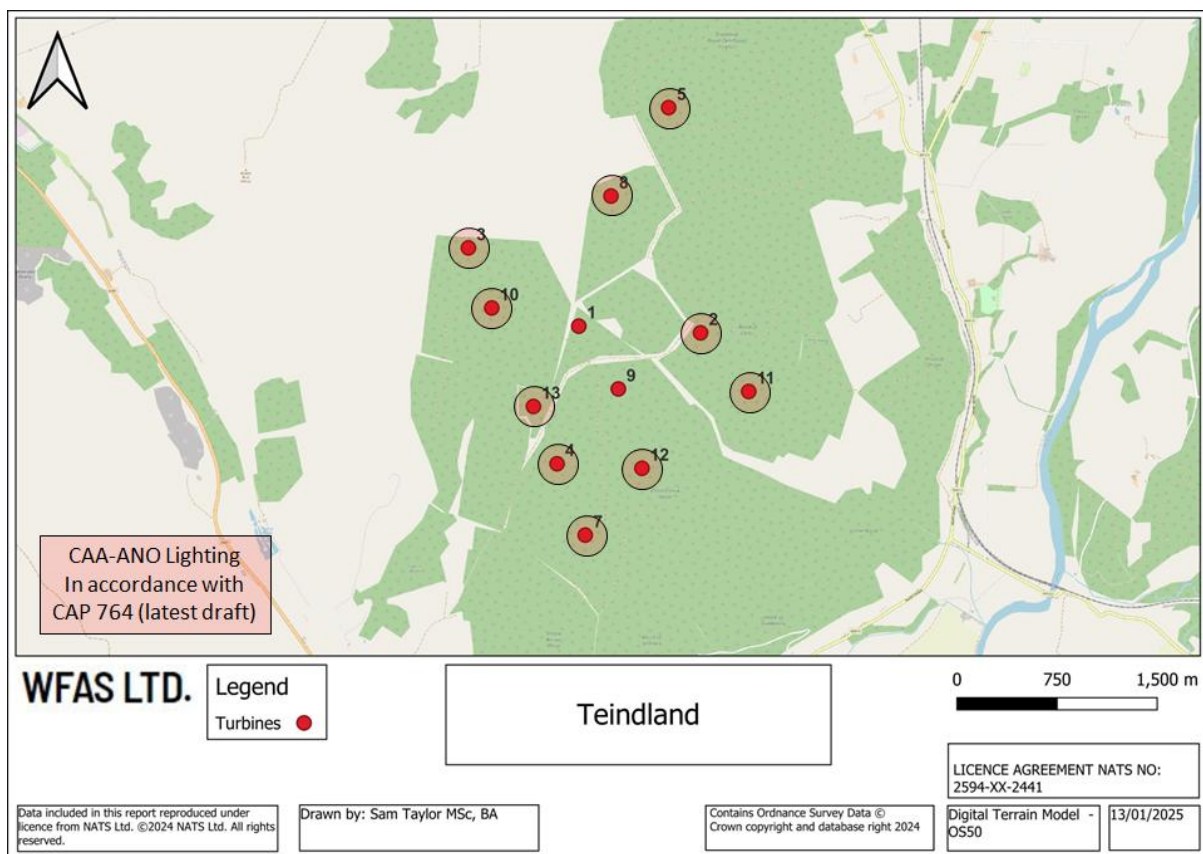 5
8
3
10
1
2
9
11
13
4
12
7
CAA-ANO Lighting
In accordance with
CAP 764 (latest draft)
WFAS LTD.
Legend
Turbines
Teindland
0 750 1,500 m
LICENCE AGREEMENT NATS NO:
2594-XX-2441
Data included in this report reproduced under
licence from NATS Ltd. ©2024 NATS Ltd. All rights
reserved.
Drawn by: Sam Taylor MSc, BA
Contains Ordnance Survey Data ©
Crown copyright and database right 2024
Digital Terrain Model -
OS50
13/01/2025